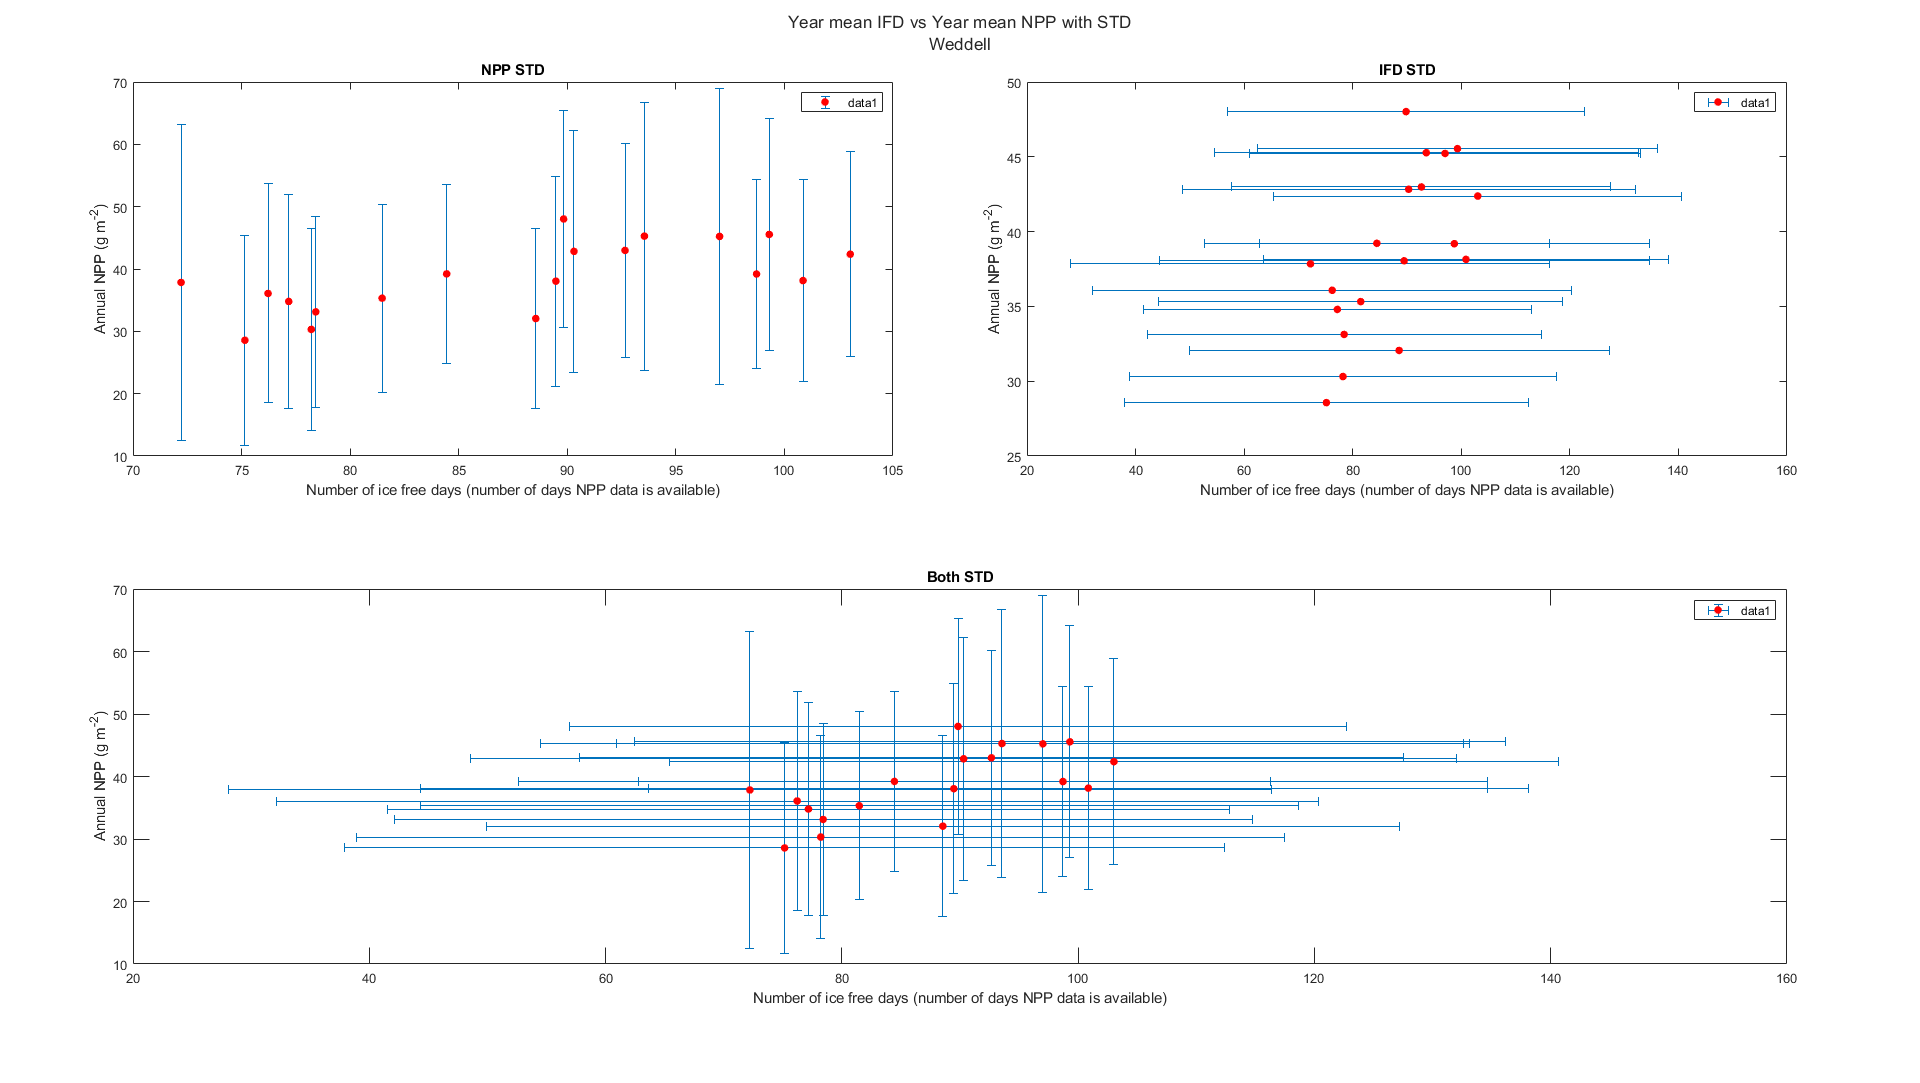 Year mean IFD vs Year mean NPP with STD
Weddell
NPP STD
data1
Annual NPP (g m-2)
70
60
50
40
30
20
10
70 75 80 85 90 95 100 105
Number of ice free days (number of days NPP data is available)
IFD STD
data1
Annual NPP (g m-2)
50
45
40
35
30
25
20 40 60 80 100 120 140 160
Number of ice free days (number of days NPP data is available)
Both STD
data1
Annual NPP (g m-2)
70
60
50
40
30
20
10
20 40 60 80 100 120 140 160
Number of ice free days (number of days NPP data is available)